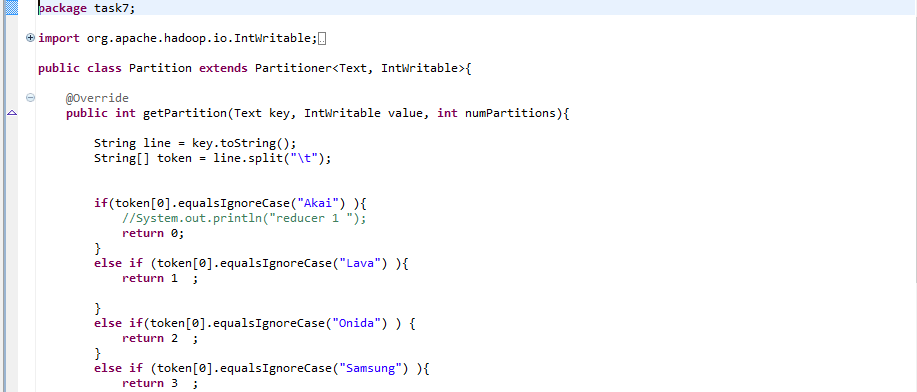 package task7;
import org.apache.hadoop.io.IntWritable;
public class Partition extends Partitioner<Text, IntWritable>{
@Override
public int getPartition(Text key, IntWritable value, int numPartitions){
String line = key.toString();
String[] token = line.split("\t");
if(token[0].equalsIgnoreCase("Akai") ){
//System.out.println("reducer 1 ");
return 0;
}
else if (token[0].equalsIgnoreCase("Lava") ){
return 1  ;
}
else if(token[0].equalsIgnoreCase("Onida") ) {
return 2  ;
}
else if (token[0].equalsIgnoreCase("Samsung") ){
return 3  ;